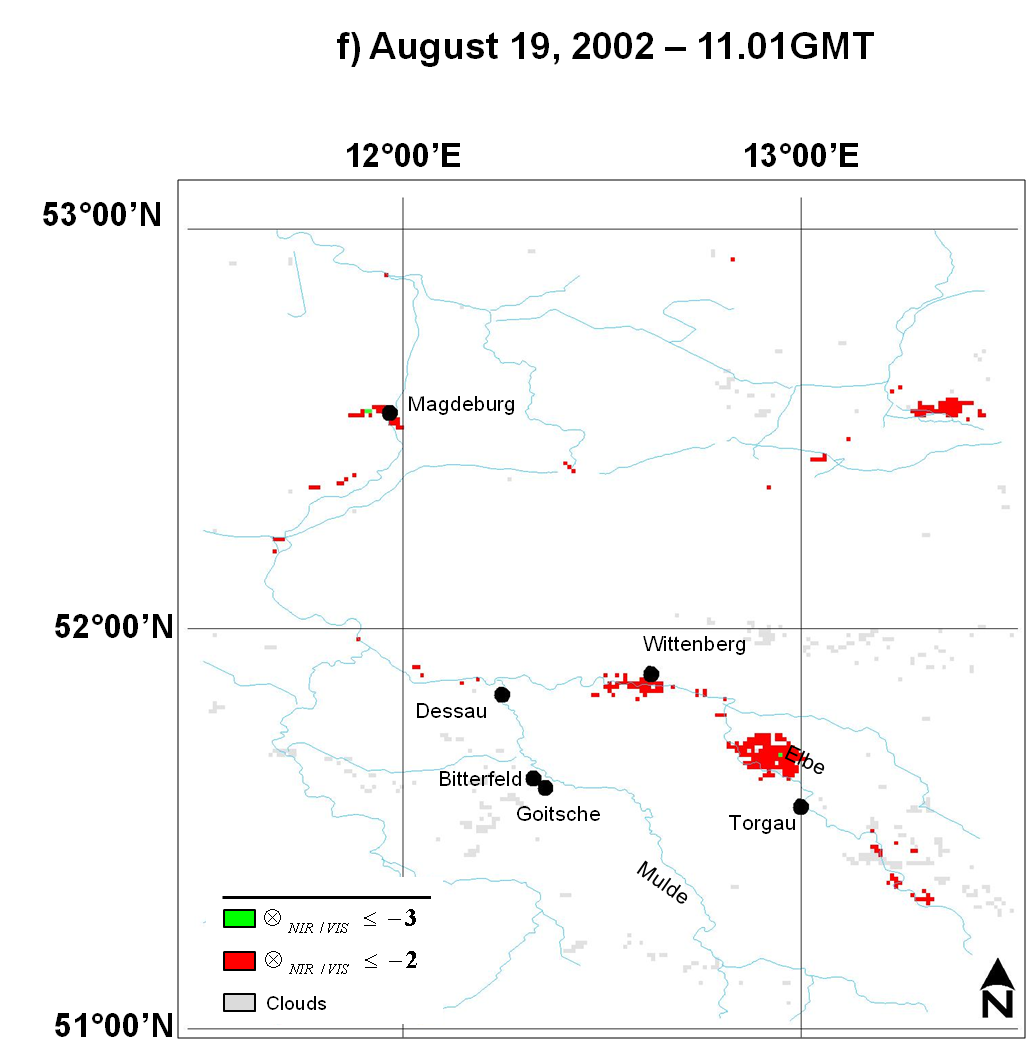 f) August 19, 2002 – 11.01GMT
12°00’E 13°00’E
53°00’N
Magdeburg
52°00’N
Wittenberg
Dessau
Elbe
Bitterfeld
Goitsche
Torgau
Mulde
⊗ NIR / VIS ≤ −3
⊗ NIR / VIS ≤ −2
Clouds
N
51°00’N